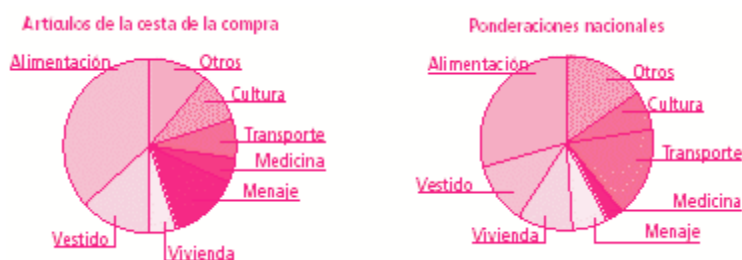 Artículos de la cesta de la compra
Alimentación
Otros
Cultura
Transporte
Medicina
Menaje
Vestido
Vivienda
Ponderaciones nacionales
Alimentación
Otros
Cultura
Transporte
Vestido
Medicina
Vivienda
Menaje